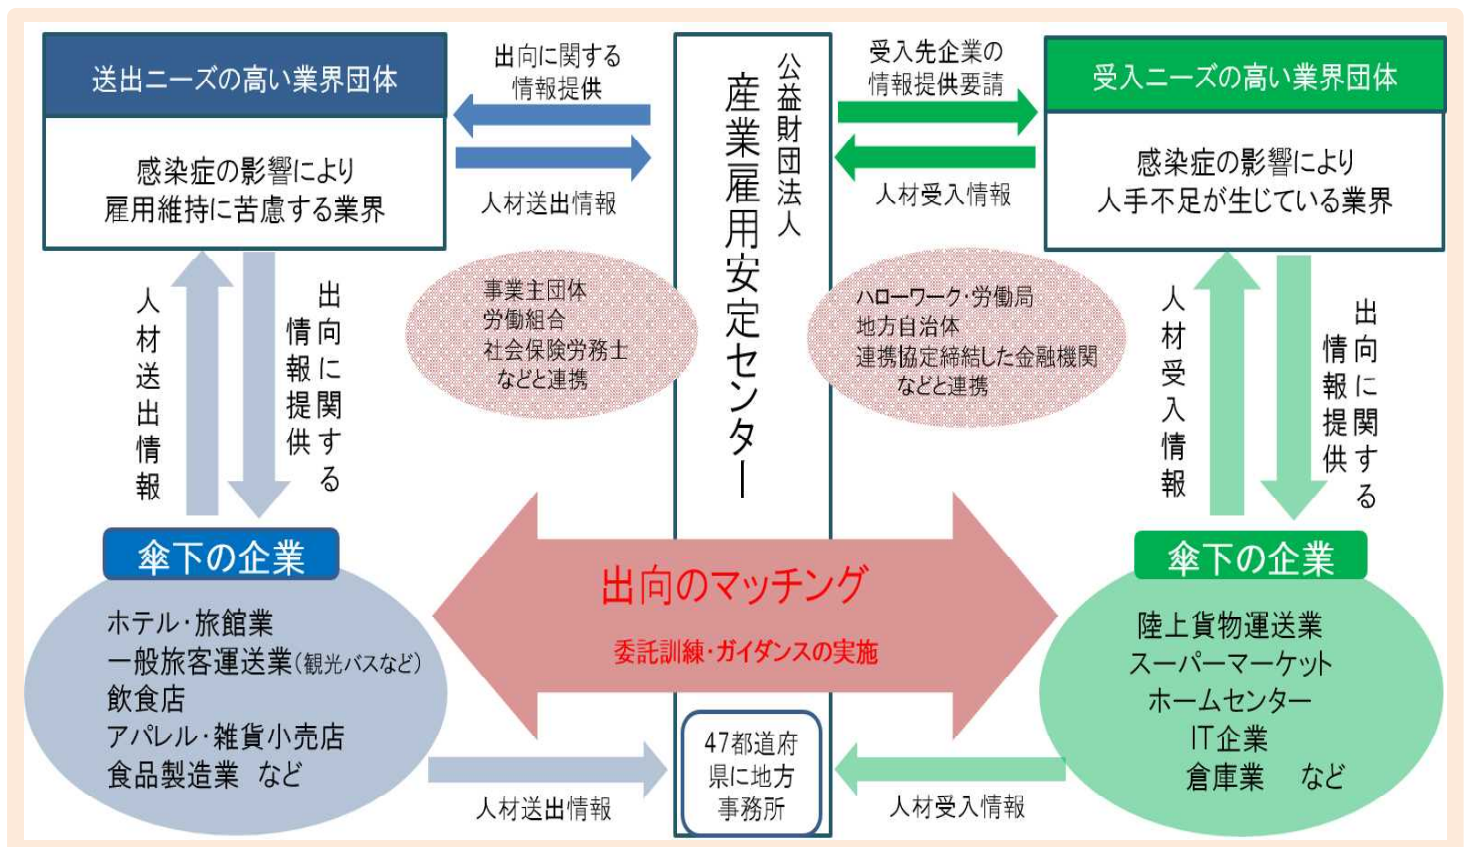 送出ニーズの高い業界団体
感染症の影響により
雇用維持に苦慮する業界
出向に関する
情報提供
人材送出情報
公益財団法人
産業雇用安定センター
受入先企業の
情報提供要請
人材受入情報
受入ニーズの高い業界団体
感染症の影響により
人手不足が生じている業界
人材送出情報
出向に関する
情報提供
事業主団体
労働組合
社会保険労務士
などと連携
ハローワーク・労働局
地方自治体
連携協定締結した金融機関
などと連携
人材受入情報
出向に関する
情報提供
傘下の企業
ホテル・旅館業
一般旅客運送業(観光バスなど)
飲食店
アパレル・雑貨小売店
食品製造業 など
出向のマッチング
委託訓練・ガイダンスの実施
傘下の企業
陸上貨物運送業
スーパーマーケット
ホームセンター
IT企業
倉庫業 など
人材送出情報
47都道府
県に地方
事務所
人材受入情報